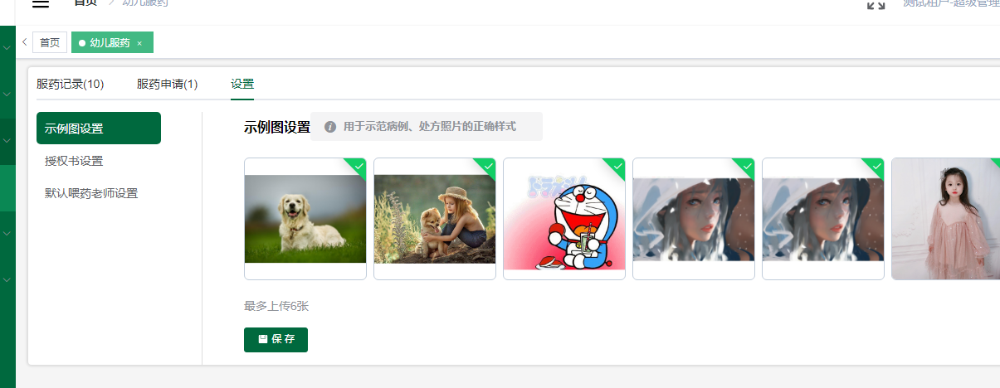 首页 > 幼儿服药
测试租户-超级管理
首页
幼儿服药 ×
服药记录(10)
服药申请(1)
设置
示例图设置
授权书设置
默认喂药老师设置
示例图设置
用于示范病例、处方照片的正确样式
最多上传6张
保存